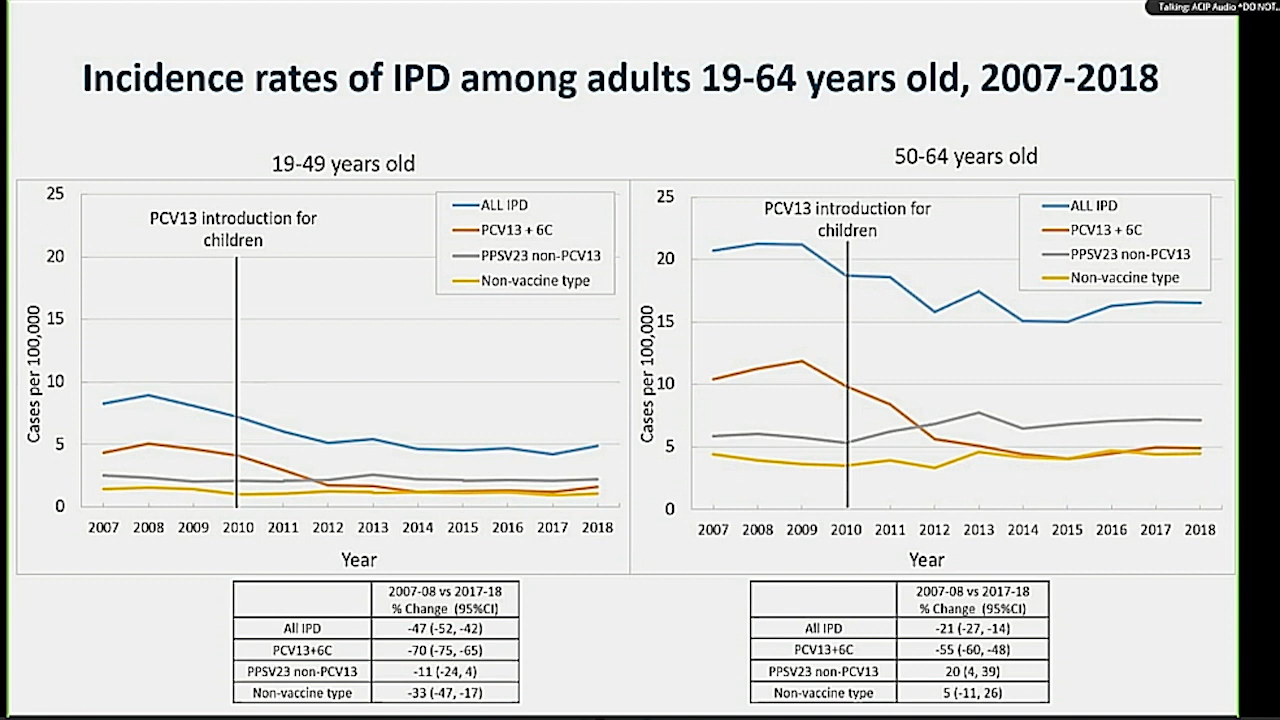 Talking: ACIP Audio *DO NOT...
Incidence rates of IPD among adults 19-64 years old, 2007-2018
19-49 years old
25
20
15
10
5
0
Cases per 100,000
PCV13 introduction for
children
ALL IPD
PCV13 + 6C
PPSV23 non-PCV13
Non-vaccine type
2007 2008 2009 2010 2011 2012 2013 2014 2015 2016 2017 2018
Year
50-64 years old
25
20
15
10
5
0
Cases per 100,000
PCV13 introduction for
children
ALL IPD
PCV13 + 6C
PPSV23 non-PCV13
Non-vaccine type
2007 2008 2009 2010 2011 2012 2013 2014 2015 2016 2017 2018
Year
2007-08 vs 2017-18
% Change (95%CI)
All IPD -47 (-52, -42)
PCV13+6C -70 (-75, -65)
PPSV23 non-PCV13 -11 (-24, 4)
Non-vaccine type -33 (-47, -17)
2007-08 vs 2017-18
% Change (95%CI)
All IPD -21 (-27, -14)
PCV13+6C -55 (-60, -48)
PPSV23 non-PCV13 20 (4, 39)
Non-vaccine type 5 (-11, 26)